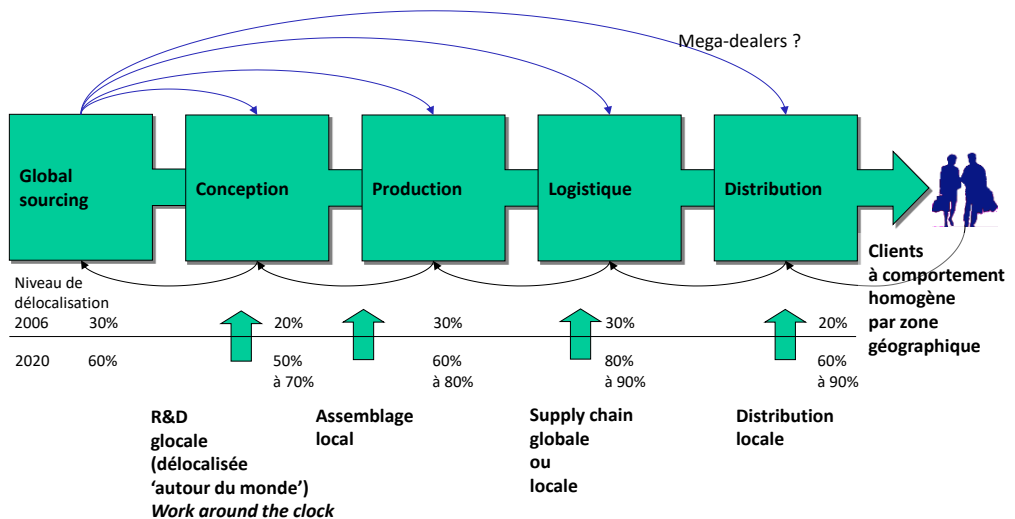 Mega-dealers ?
Global
sourcing
Conception
Production
Logistique
Distribution
Clients
à comportement
homogène
par zone
géographique
Niveau de
délocalisation
2006 30% 20% 30% 30% 20%
2020 60% 50% 60% 80% 60%
à 70% à 80% à 90% à 90%
R&D
glocale
(délocalisée
‘autour du monde’)
Work around the clock
Assemblage
local
Supply chain
globale
ou
locale
Distribution
locale